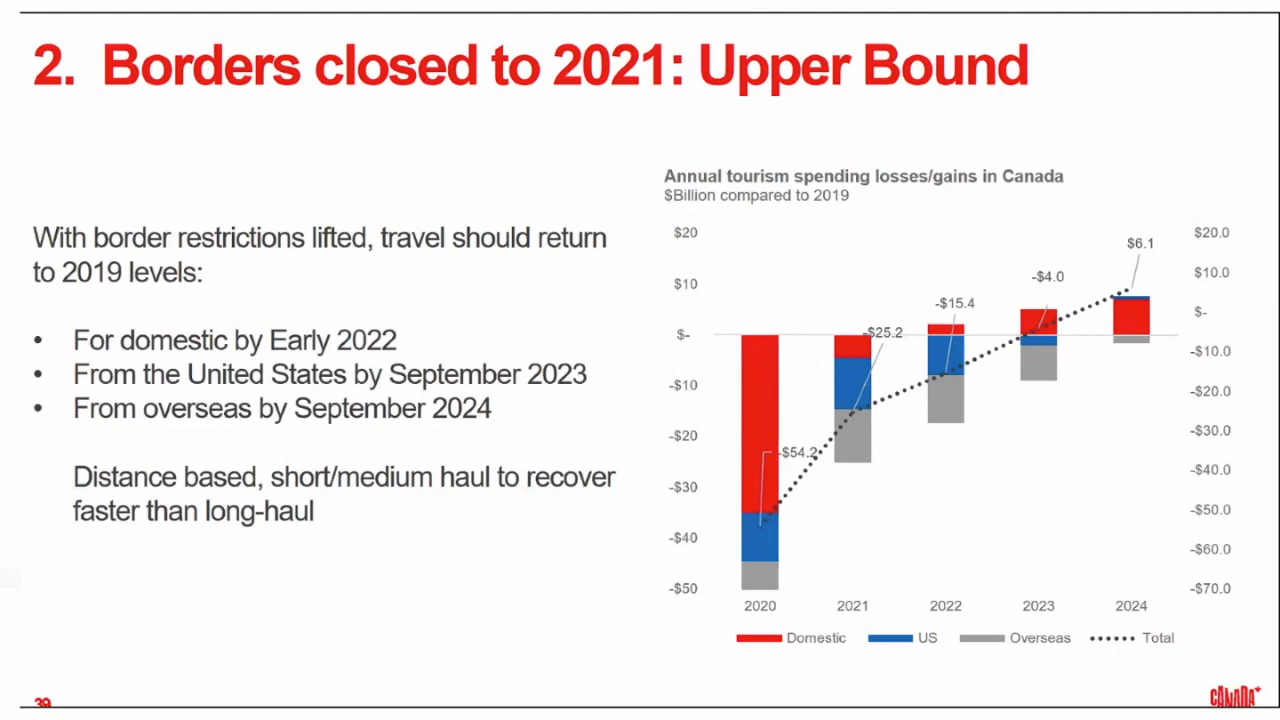 2. Borders closed to 2021: Upper Bound
With border restrictions lifted, travel should return
to 2019 levels:
• For domestic by Early 2022
• From the United States by September 2023
• From overseas by September 2024
Distance based, short/medium haul to recover
faster than long-haul
Annual tourism spending losses/gains in Canada
$Billion compared to 2019
$20
$10
$-
-$10
-$20
-$30
-$40
-$50
-$54.2
-$25.2
-$15.4
-$4.0
$6.1
$20.0
$10.0
$-
-$10.0
-$20.0
-$30.0
-$40.0
-$50.0
-$60.0
-$70.0
2020 2021 2022 2023 2024
Domestic US Overseas Total
39
CANADA